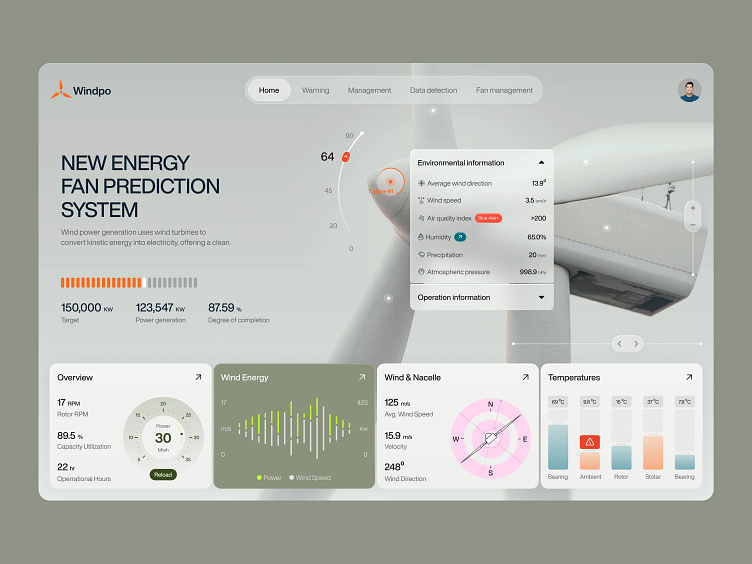 Windpo
Home
Warning
Management
Data detection
Fan management
NEW ENERGY
FAN PREDICTION
SYSTEM
Wind power generation uses wind turbines to
convert kinetic energy into electricity, offering a clean.
150,000 KW
Target
123,547 KW
Power generation
87.59 %
Degree of completion
90
64
45
20
0
Environmental information
Average wind direction 13.9°
Wind speed 3.5 km/h
Air quality index Blue Alert >200
Humidity 65.0%
Precipitation 20 mm
Atmospheric pressure 998.9 hPa
Operation information
Overview
17 RPM
Rotor RPM
89.5 %
Capacity Utilization
22 hr
Operational Hours
5
10
15
20
25
30
35
Power
30
Mwh
Reload
Wind Energy
17
m/s
0
423
kw
0
Power
Wind Speed
Wind & Nacelle
125 m/s
Avg. Wind Speed
15.9 m/s
Velocity
248°
Wind Direction
N
W
E
S
Temperatures
69°C
9.8°C
15°C
37°C
7.9°C
Bearing
Ambient
Rotor
Stotar
Bearing